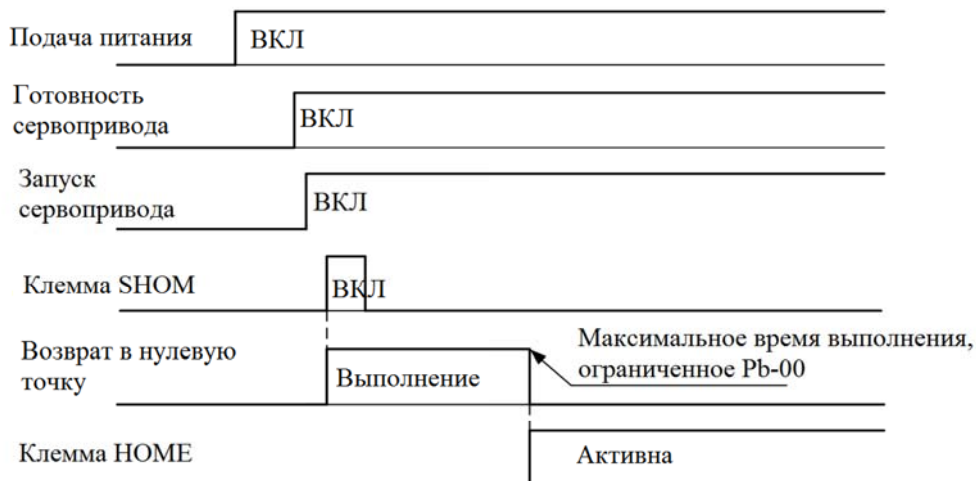 Подача питания
ВКЛ
Готовность
сервопривода
ВКЛ
Запуск
сервопривода
ВКЛ
Клемма SHOM
ВКЛ
Возврат в нулевую
точку
Выполнение
Максимальное время выполнения,
ограниченное Pb-00
Клемма HOME
Активна